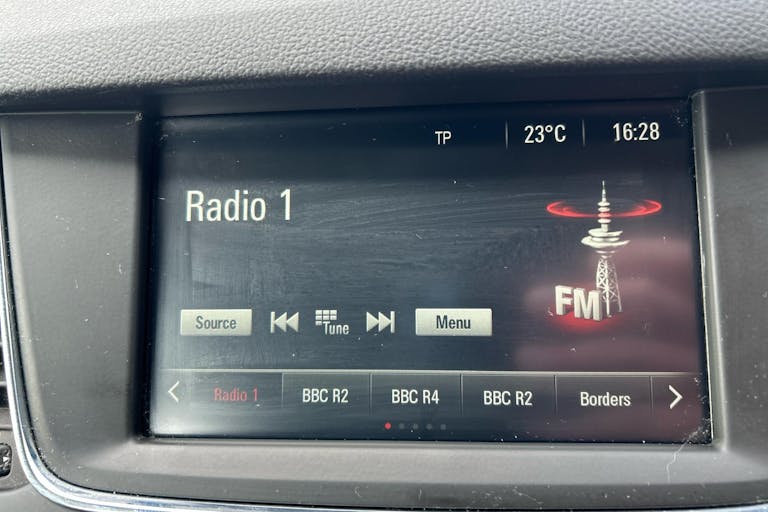 TP 23°C 16:28
Radio 1
FM
Source Tune Menu
Radio 1 BBC R2 BBC R4 BBC R2 Borders